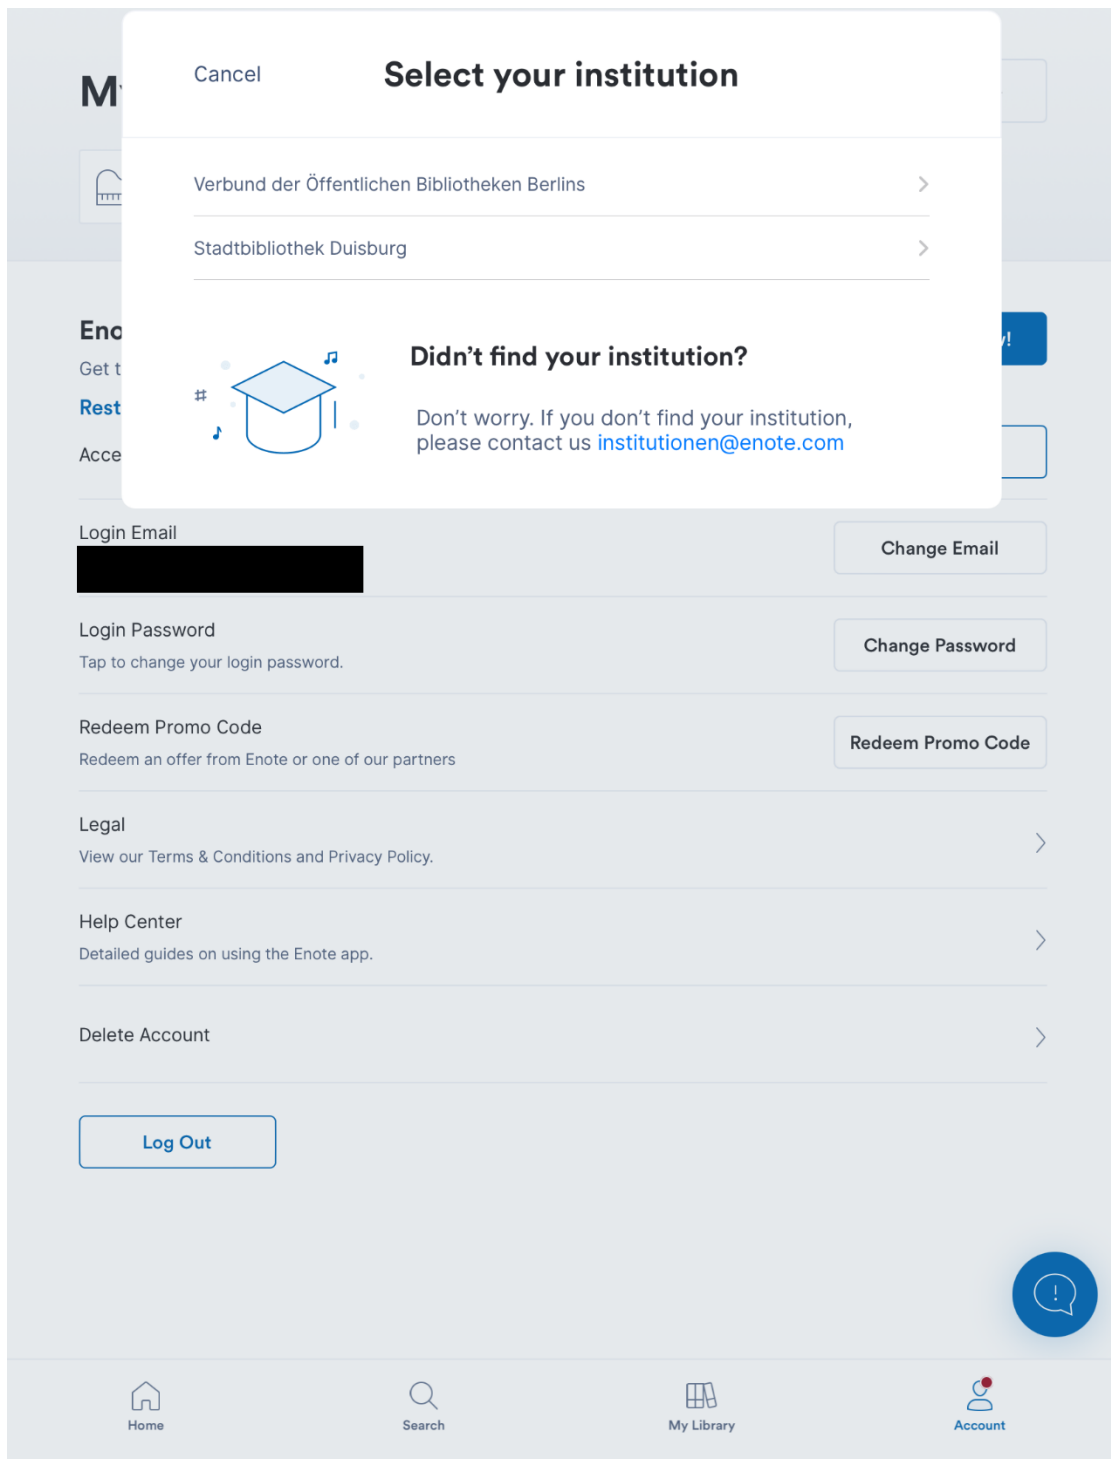 Cancel
Select your institution
Verbund der Öffentlichen Bibliotheken Berlins
Stadtbibliothek Duisburg
Didn't find your institution?
Don't worry. If you don't find your institution,
please contact us institutionen@enote.com
Get t
Rest
Acce
Login Email
Change Email
Login Password
Tap to change your login password.
Change Password
Redeem Promo Code
Redeem an offer from Enote or one of our partners
Redeem Promo Code
Legal
View our Terms & Conditions and Privacy Policy.
Help Center
Detailed guides on using the Enote app.
Delete Account
Log Out
Home
Search
My Library
Account